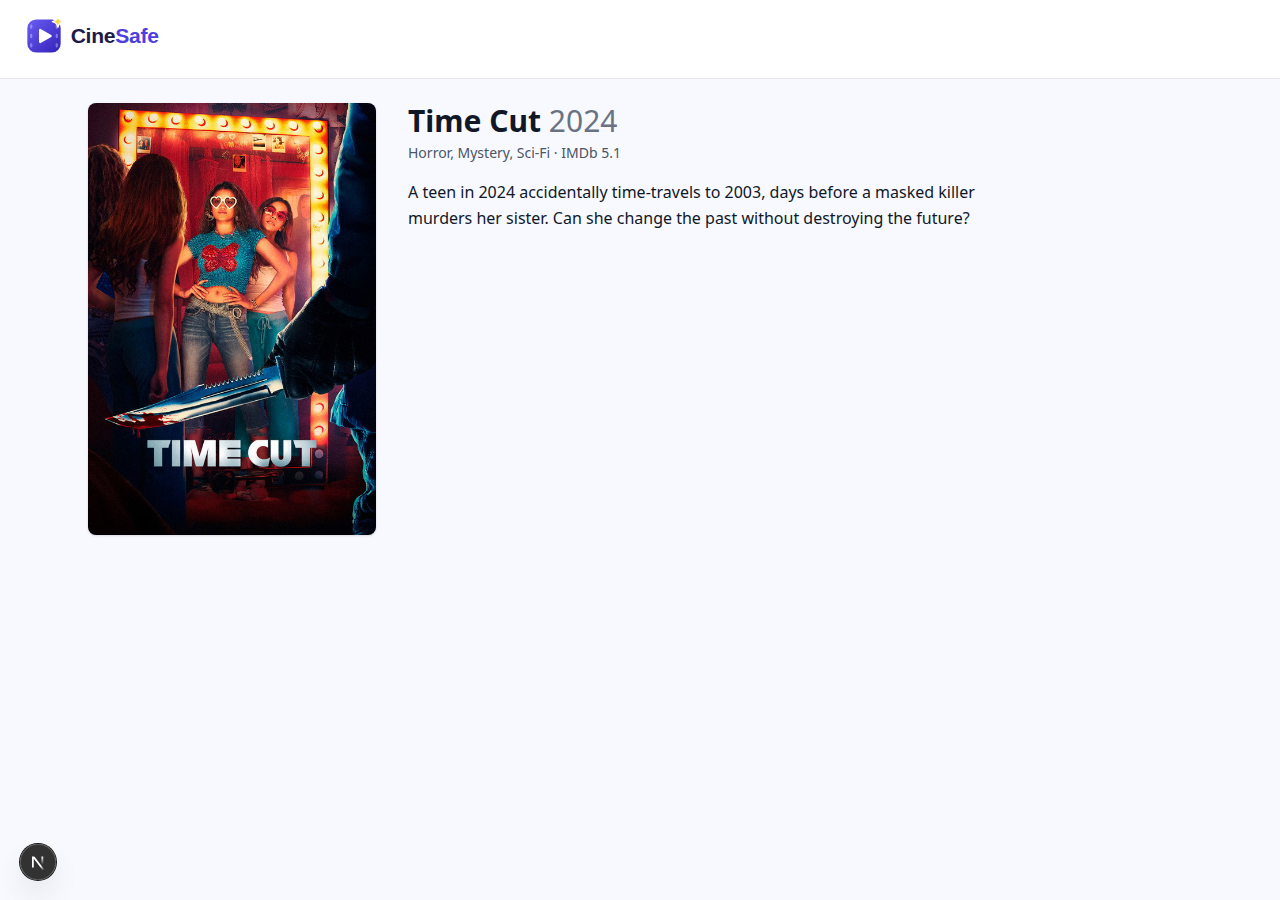 CineSafe
Time Cut 2024
Horror, Mystery, Sci-Fi · IMDb 5.1
A teen in 2024 accidentally time-travels to 2003, days before a masked killer
murders her sister. Can she change the past without destroying the future?
TIME CUT
N